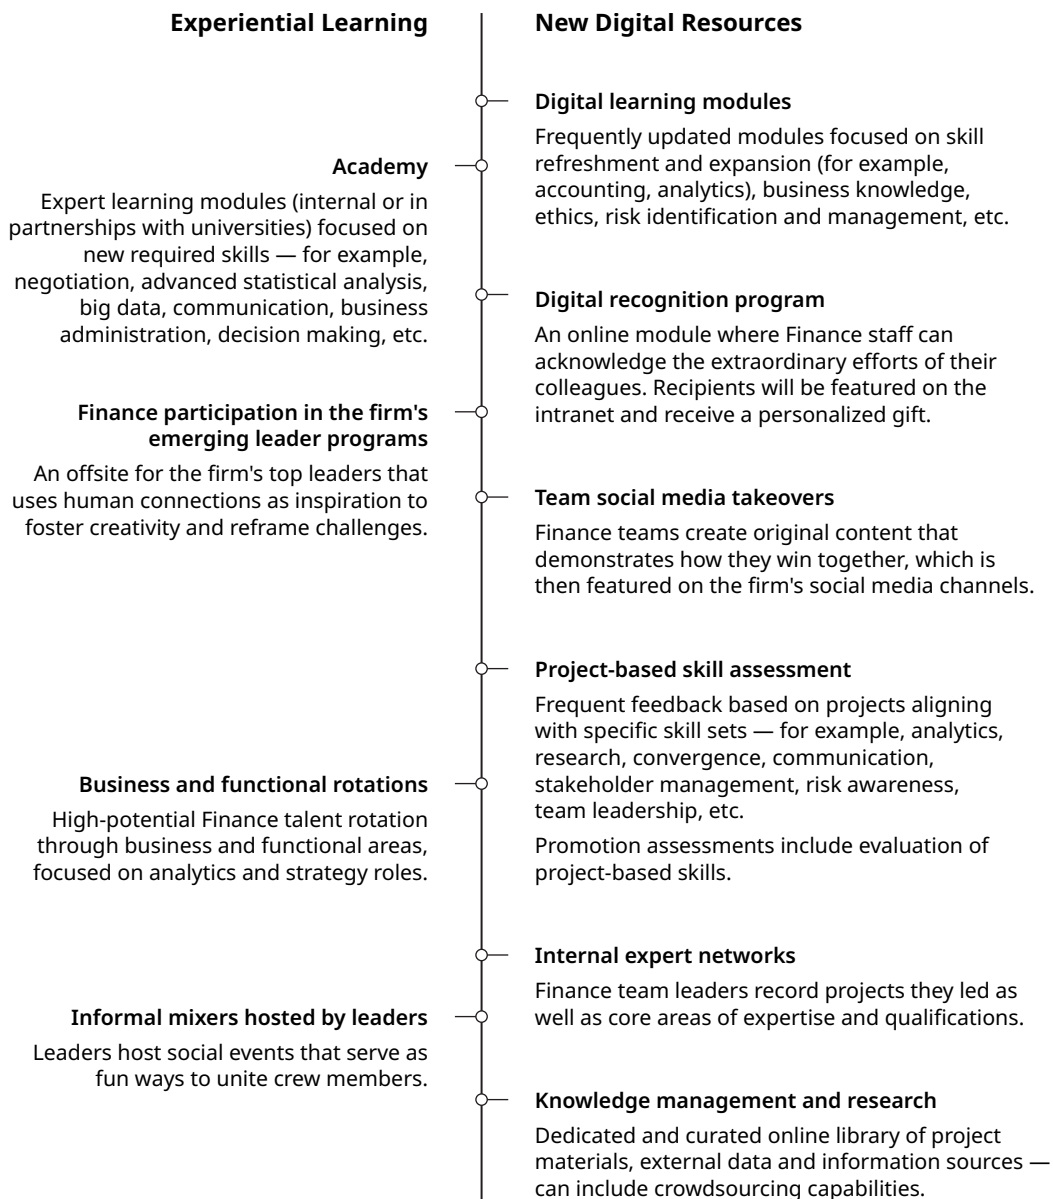 Experiential Learning
Academy
Expert learning modules (internal or in
partnerships with universities) focused on
new required skills — for example,
negotiation, advanced statistical analysis,
big data, communication, business
administration, decision making, etc.
Finance participation in the firm's
emerging leader programs
An offsite for the firm's top leaders that
uses human connections as inspiration to
foster creativity and reframe challenges.
Business and functional rotations
High-potential Finance talent rotation
through business and functional areas,
focused on analytics and strategy roles.
Informal mixers hosted by leaders
Leaders host social events that serve as
fun ways to unite crew members.
New Digital Resources
Digital learning modules
Frequently updated modules focused on skill
refreshment and expansion (for example,
accounting, analytics), business knowledge,
ethics, risk identification and management, etc.
Digital recognition program
An online module where Finance staff can
acknowledge the extraordinary efforts of their
colleagues. Recipients will be featured on the
intranet and receive a personalized gift.
Team social media takeovers
Finance teams create original content that
demonstrates how they win together, which is
then featured on the firm's social media channels.
Project-based skill assessment
Frequent feedback based on projects aligning
with specific skill sets — for example, analytics,
research, convergence, communication,
stakeholder management, risk awareness,
team leadership, etc.
Promotion assessments include evaluation of
project-based skills.
Internal expert networks
Finance team leaders record projects they led as
well as core areas of expertise and qualifications.
Knowledge management and research
Dedicated and curated online library of project
materials, external data and information sources —
can include crowdsourcing capabilities.